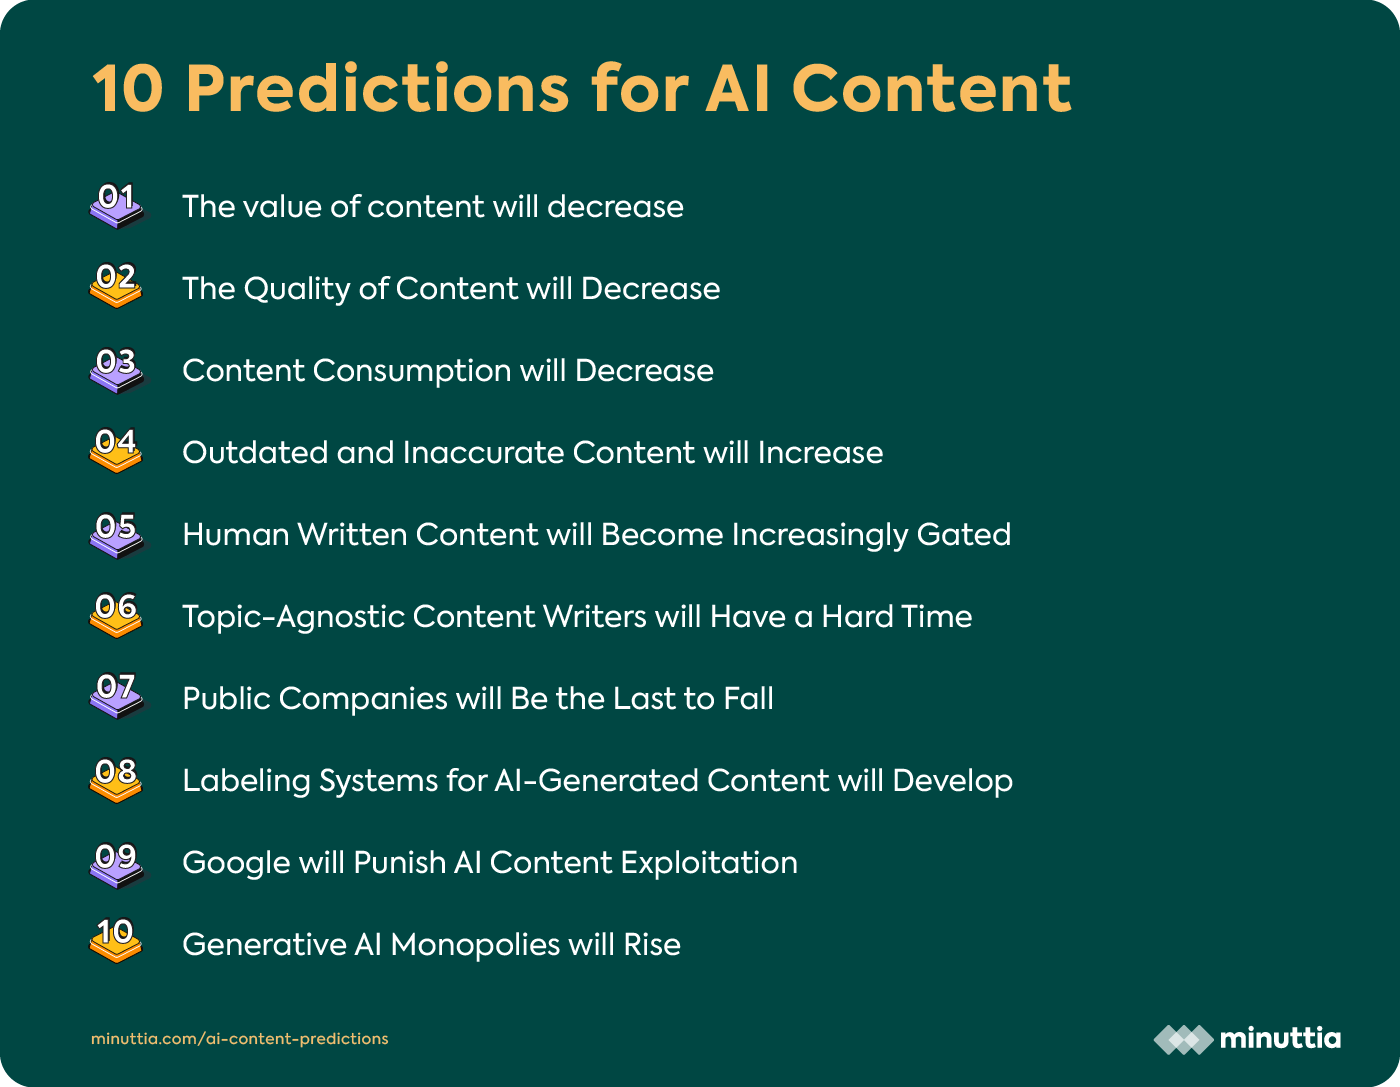 10 Predictions for AI Content
01 The value of content will decrease
02 The Quality of Content will Decrease
03 Content Consumption will Decrease
04 Outdated and Inaccurate Content will Increase
05 Human Written Content will Become Increasingly Gated
06 Topic-Agnostic Content Writers will Have a Hard Time
07 Public Companies will Be the Last to Fall
08 Labeling Systems for AI-Generated Content will Develop
09 Google will Punish AI Content Exploitation
10 Generative AI Monopolies will Rise
minuttia.com/ai-content-predictions
minuttia